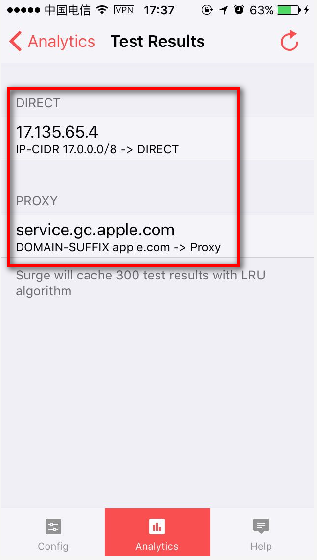 中国电信 VPN 17:37 63%
Analytics Test Results
DIRECT
17.135.65.4
IP-CIDR 17.0.0.0/8 -> DIRECT
PROXY
service.gc.apple.com
DOMAIN-SUFFIX apple.com -> Proxy
Surge will cache 300 test results with LRU
algorithm
Config Analytics Help